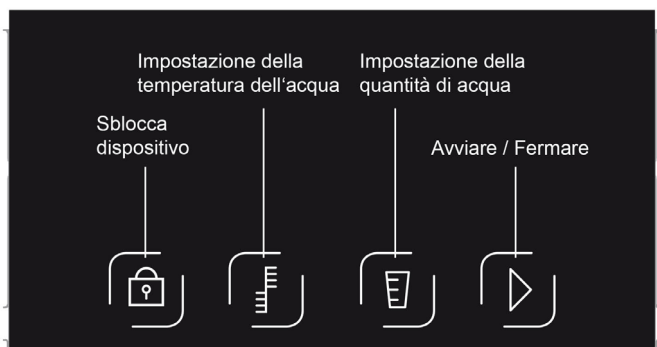 Impostazione della
temperatura dell‘acqua
Impostazione della
quantità di acqua
Sblocca
dispositivo
Avviare / Fermare